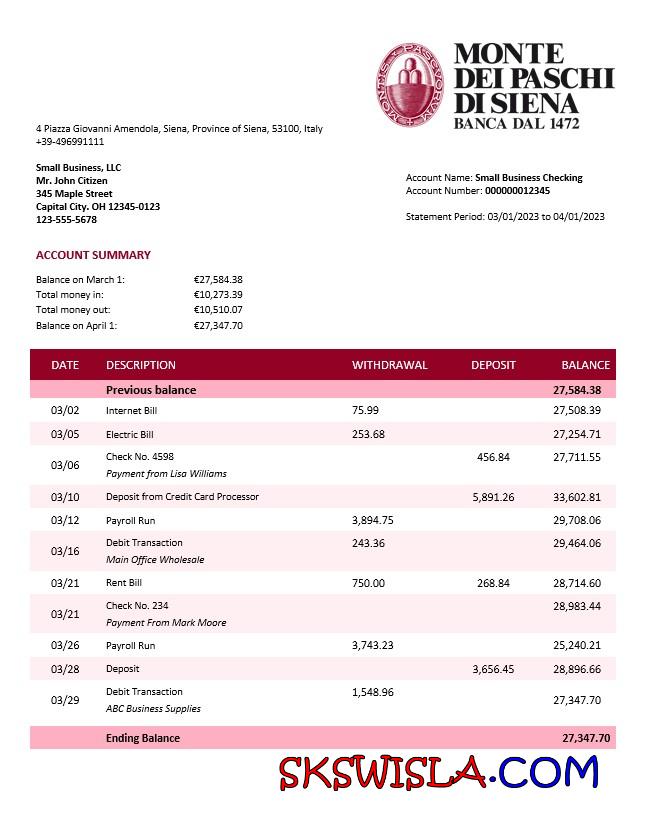 MONTE
DEI PASCHI
DI SIENA
BANCA DAL 1472
4 Piazza Giovanni Amendola, Siena, Province of Siena, 53100, Italy
+39-496991111
Small Business, LLC
Mr. John Citizen
345 Maple Street
Capital City. OH 12345-0123
123-555-5678
Account Name: Small Business Checking
Account Number: 000000012345
Statement Period: 03/01/2023 to 04/01/2023
ACCOUNT SUMMARY
Balance on March 1: €27,584.38
Total money in: €10,273.39
Total money out: €10,510.07
Balance on April 1: €27,347.70
DATE DESCRIPTION WITHDRAWAL DEPOSIT BALANCE
Previous balance 27,584.38
03/02 Internet Bill 75.99 27,508.39
03/05 Electric Bill 253.68 27,254.71
03/06 Check No. 4598 456.84 27,711.55
Payment from Lisa Williams
03/10 Deposit from Credit Card Processor 5,891.26 33,602.81
03/12 Payroll Run 3,894.75 29,708.06
03/16 Debit Transaction 243.36 29,464.06
Main Office Wholesale
03/21 Rent Bill 750.00 268.84 28,714.60
03/21 Check No. 234 28,983.44
Payment From Mark Moore
03/26 Payroll Run 3,743.23 25,240.21
03/28 Deposit 3,656.45 28,896.66
03/29 Debit Transaction 1,548.96 27,347.70
ABC Business Supplies
Ending Balance 27,347.70
SKSWISLA.COM